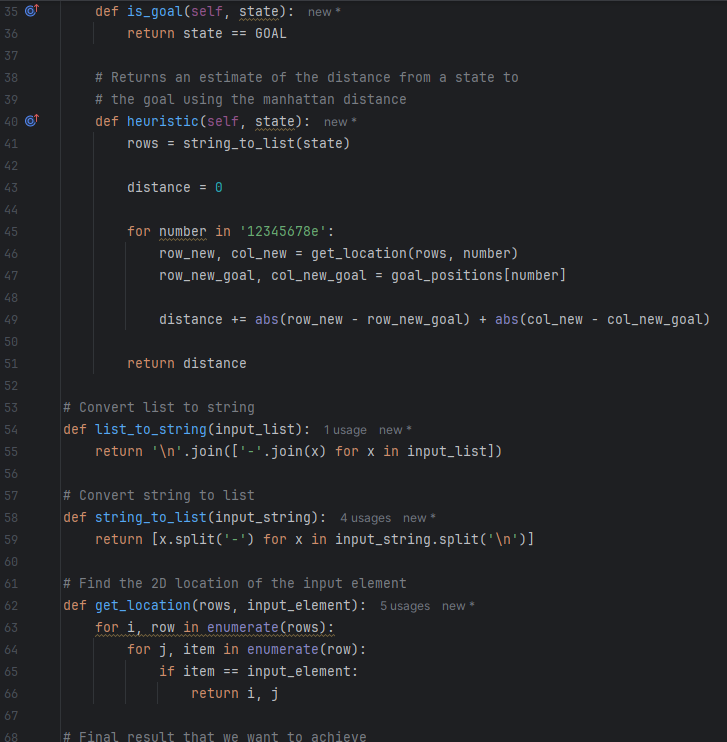 35 def is_goal(self, state): new *
36 return state == GOAL
37
38 # Returns an estimate of the distance from a state to
39 # the goal using the manhattan distance
40 def heuristic(self, state): new *
41 rows = string_to_list(state)
42
43 distance = 0
44
45 for number in '12345678e':
46 row_new, col_new = get_location(rows, number)
47 row_new_goal, col_new_goal = goal_positions[number]
48
49 distance += abs(row_new - row_new_goal) + abs(col_new - col_new_goal)
50
51 return distance
52
53 # Convert list to string
54 def list_to_string(input_list): 1 usage new *
55 return '\n'.join(['-'.join(x) for x in input_list])
56
57 # Convert string to list
58 def string_to_list(input_string): 4 usages new *
59 return [x.split('-') for x in input_string.split('\n')]
60
61 # Find the 2D location of the input element
62 def get_location(rows, input_element): 5 usages new *
63 for i, row in enumerate(rows):
64 for j, item in enumerate(row):
65 if item == input_element:
66 return i, j
67
68 # Final result that we want to achieve